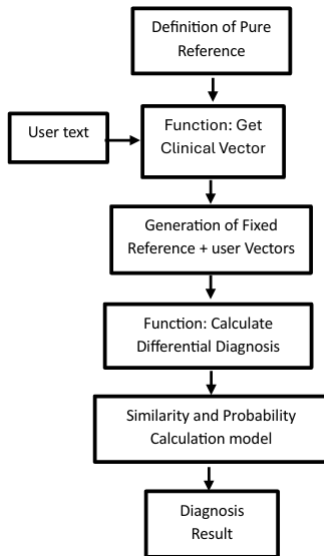 Definition of Pure
Reference
User text
Function: Get
Clinical Vector
Generation of Fixed
Reference + user Vectors
Function: Calculate
Differential Diagnosis
Similarity and Probability
Calculation model
Diagnosis
Result